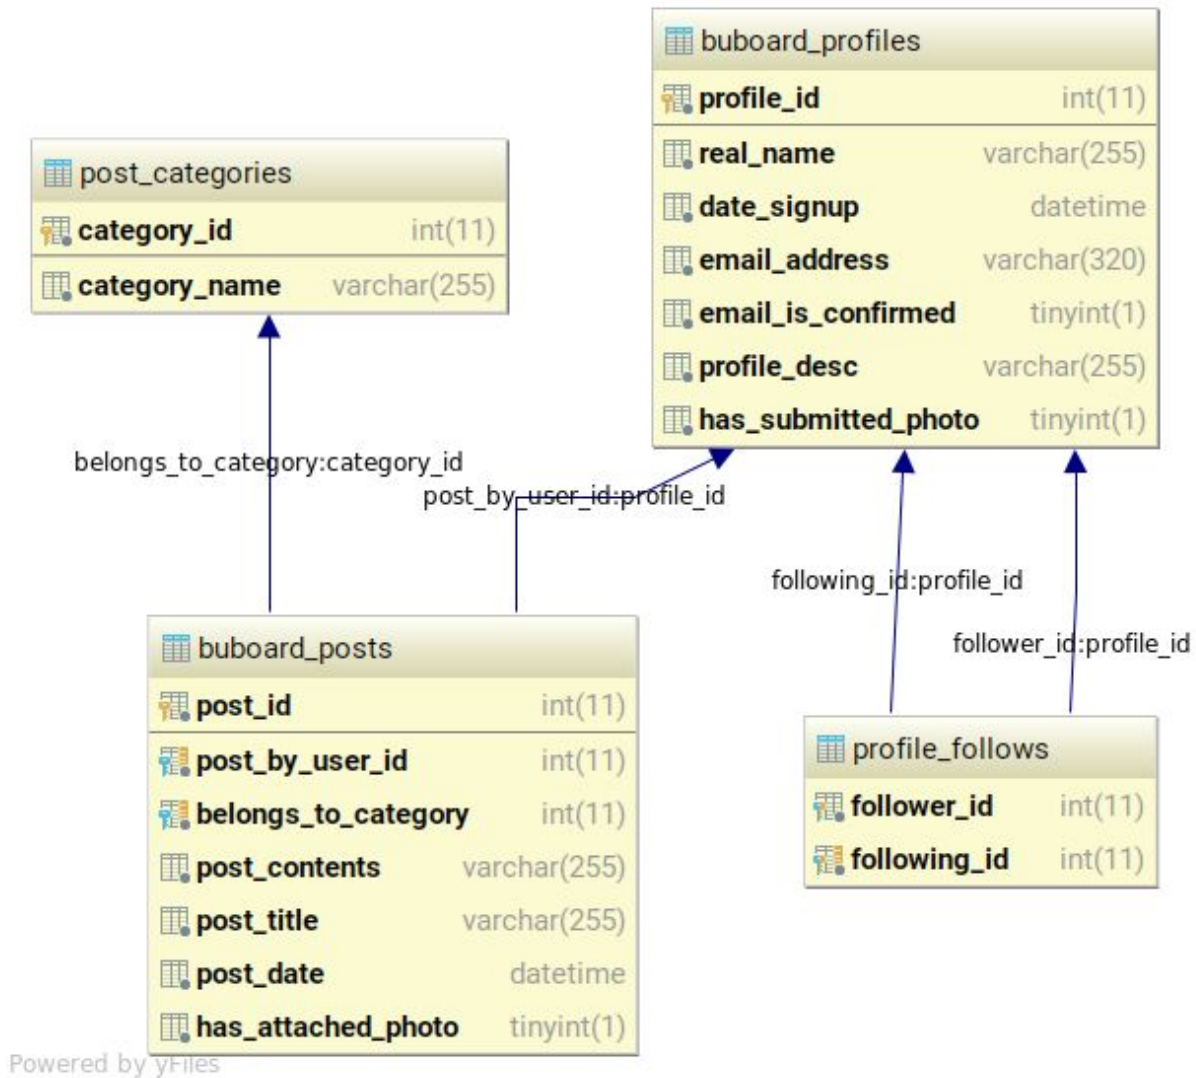 buboard_profiles
profile_id int(11)
real_name varchar(255)
date_signup datetime
email_address varchar(320)
email_is_confirmed tinyint(1)
profile_desc varchar(255)
has_submitted_photo tinyint(1)
post_categories
category_id int(11)
category_name varchar(255)
belongs_to_category:category_id
post_by_user_id:profile_id
following_id:profile_id
follower_id:profile_id
buboard_posts
post_id int(11)
post_by_user_id int(11)
belongs_to_category int(11)
post_contents varchar(255)
post_title varchar(255)
post_date datetime
has_attached_photo tinyint(1)
profile_follows
follower_id int(11)
following_id int(11)
Powered by yFiles